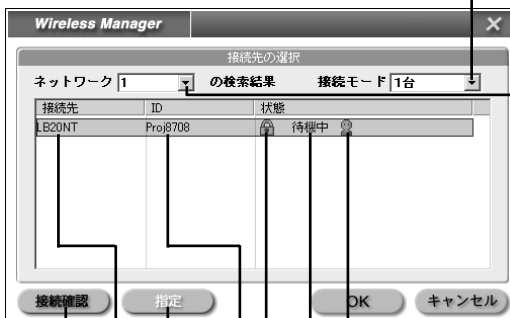 Wireless Manager
接続先の選択
ネットワーク 1 の検索結果 接続モード 1台
接続先 ID 状態
LB20NT Proj8708 待機中
接続確認 指定 OK キャンセル